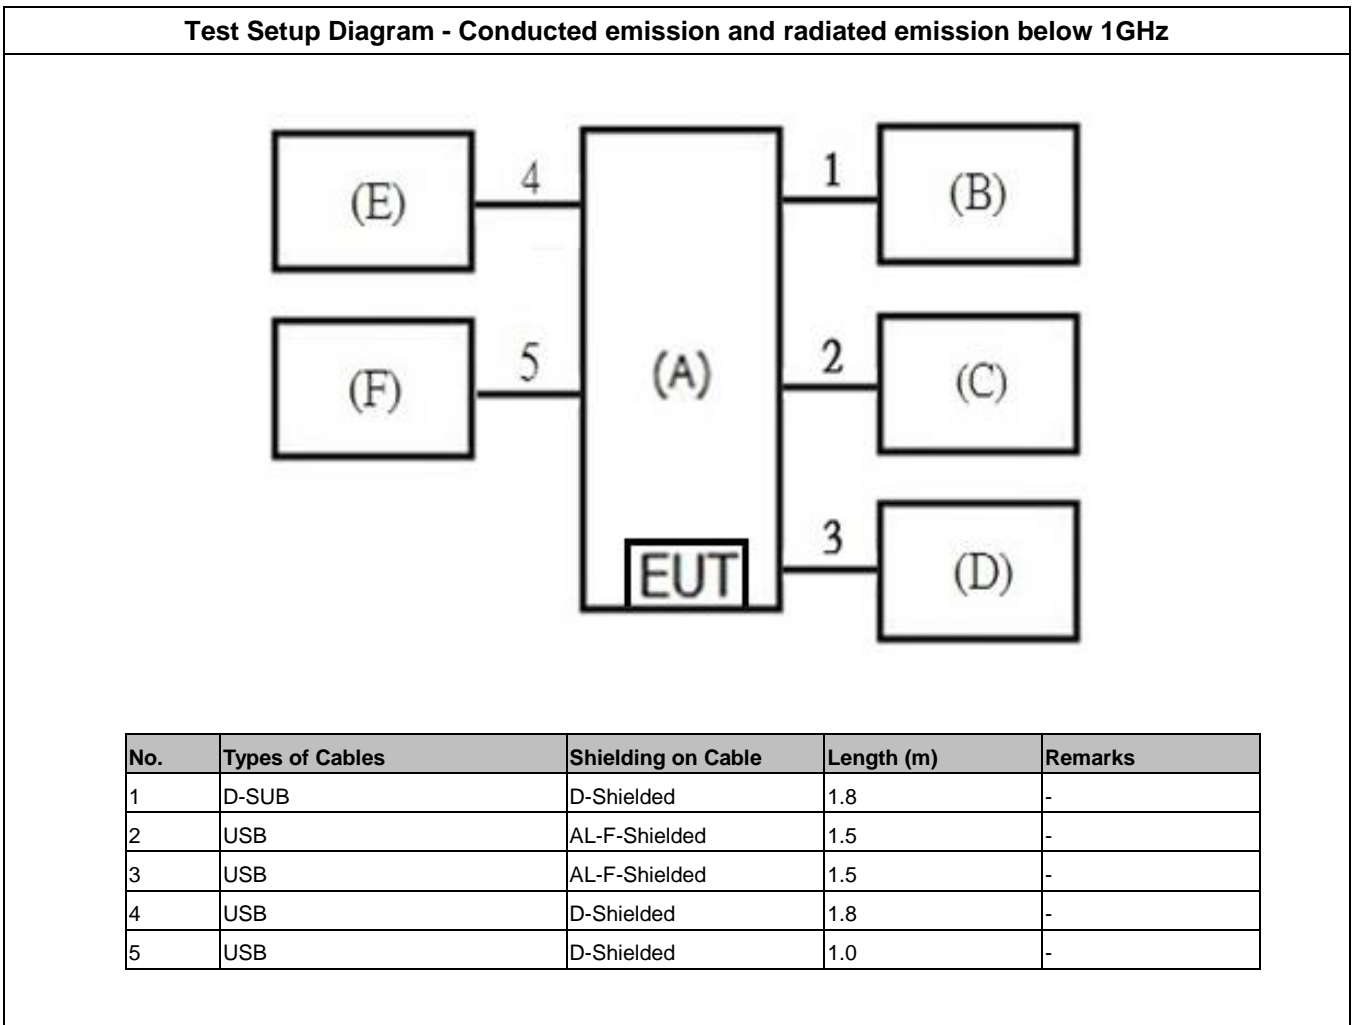 Test Setup Diagram - Conducted emission and radiated emission below 1GHz
(E) 4 1 (B)
(F) 5 (A) 2 (C)
3 (D)
EUT
No. Types of Cables Shielding on Cable Length (m) Remarks
1 D-SUB D-Shielded 1.8 -
2 USB AL-F-Shielded 1.5 -
3 USB AL-F-Shielded 1.5 -
4 USB D-Shielded 1.8 -
5 USB D-Shielded 1.0 -